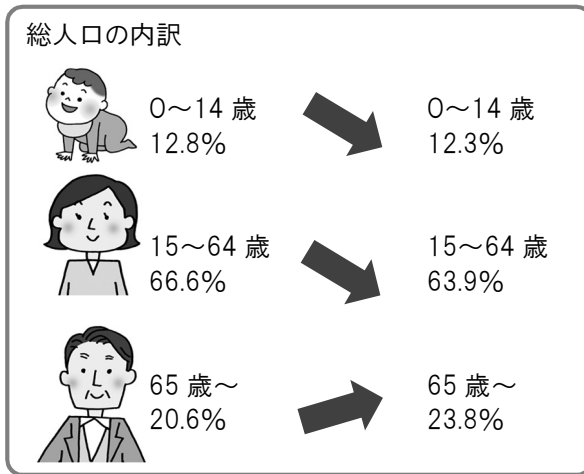 総人口の内訳
0～14 歳
12.8%
0～14 歳
12.3%
15～64 歳
66.6%
15～64 歳
63.9%
65 歳～
20.6%
65 歳～
23.8%